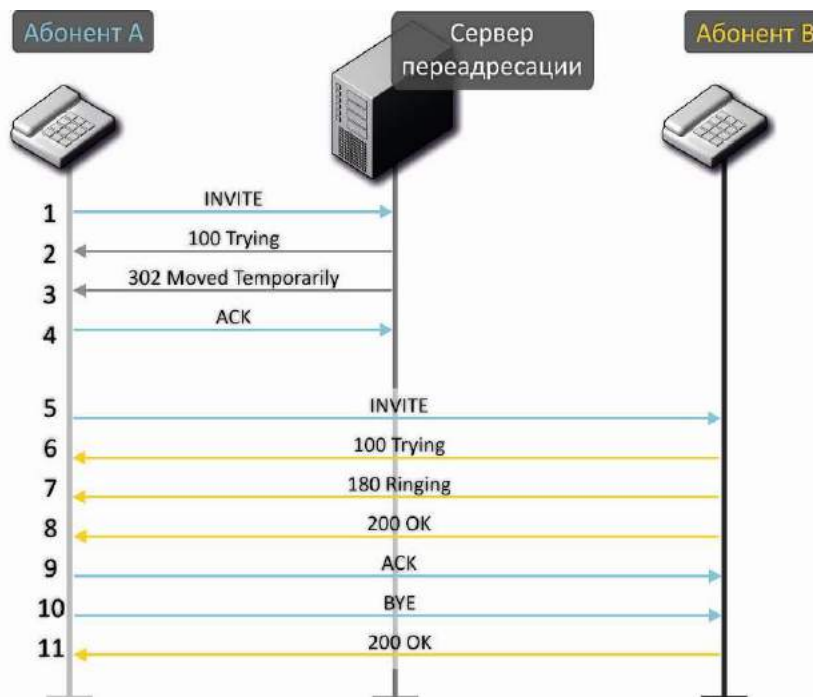 Абонент А
Сервер
переадресации
Абонент В
1 INVITE
2 100 Trying
3 302 Moved Temporarily
4 ACK
5 INVITE
6 100 Trying
7 180 Ringing
8 200 OK
9 ACK
10 BYE
11 200 OK